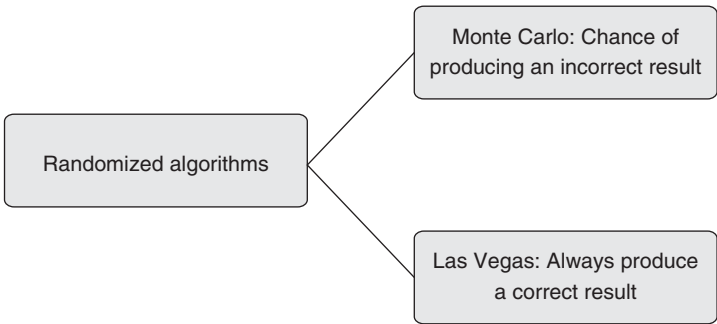 Monte Carlo: Chance of
producing an incorrect result
Randomized algorithms
Las Vegas: Always produce
a correct result